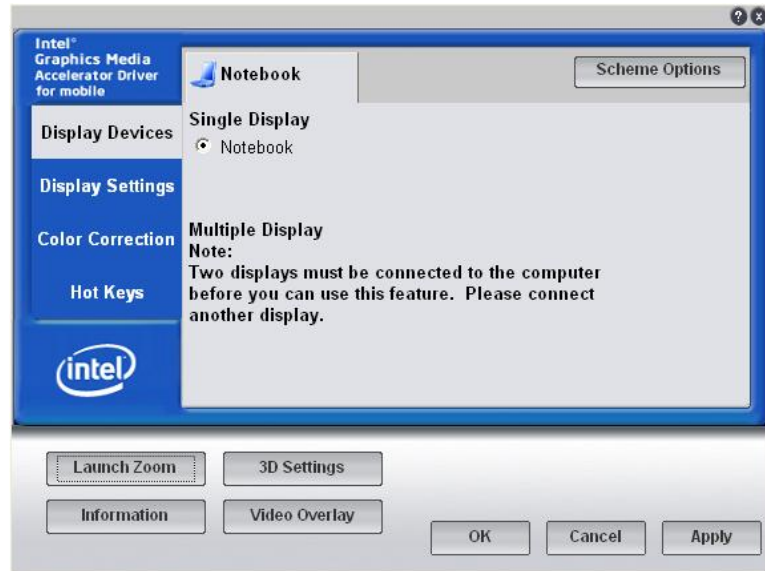 Intel®
Graphics Media
Accelerator Driver
for mobile
Notebook
Scheme Options
Display Devices
Display Settings
Color Correction
Hot Keys
intel
Single Display
Notebook
Multiple Display
Note:
Two displays must be connected to the computer
before you can use this feature. Please connect
another display.
Launch Zoom
3D Settings
Information
Video Overlay
OK
Cancel
Apply